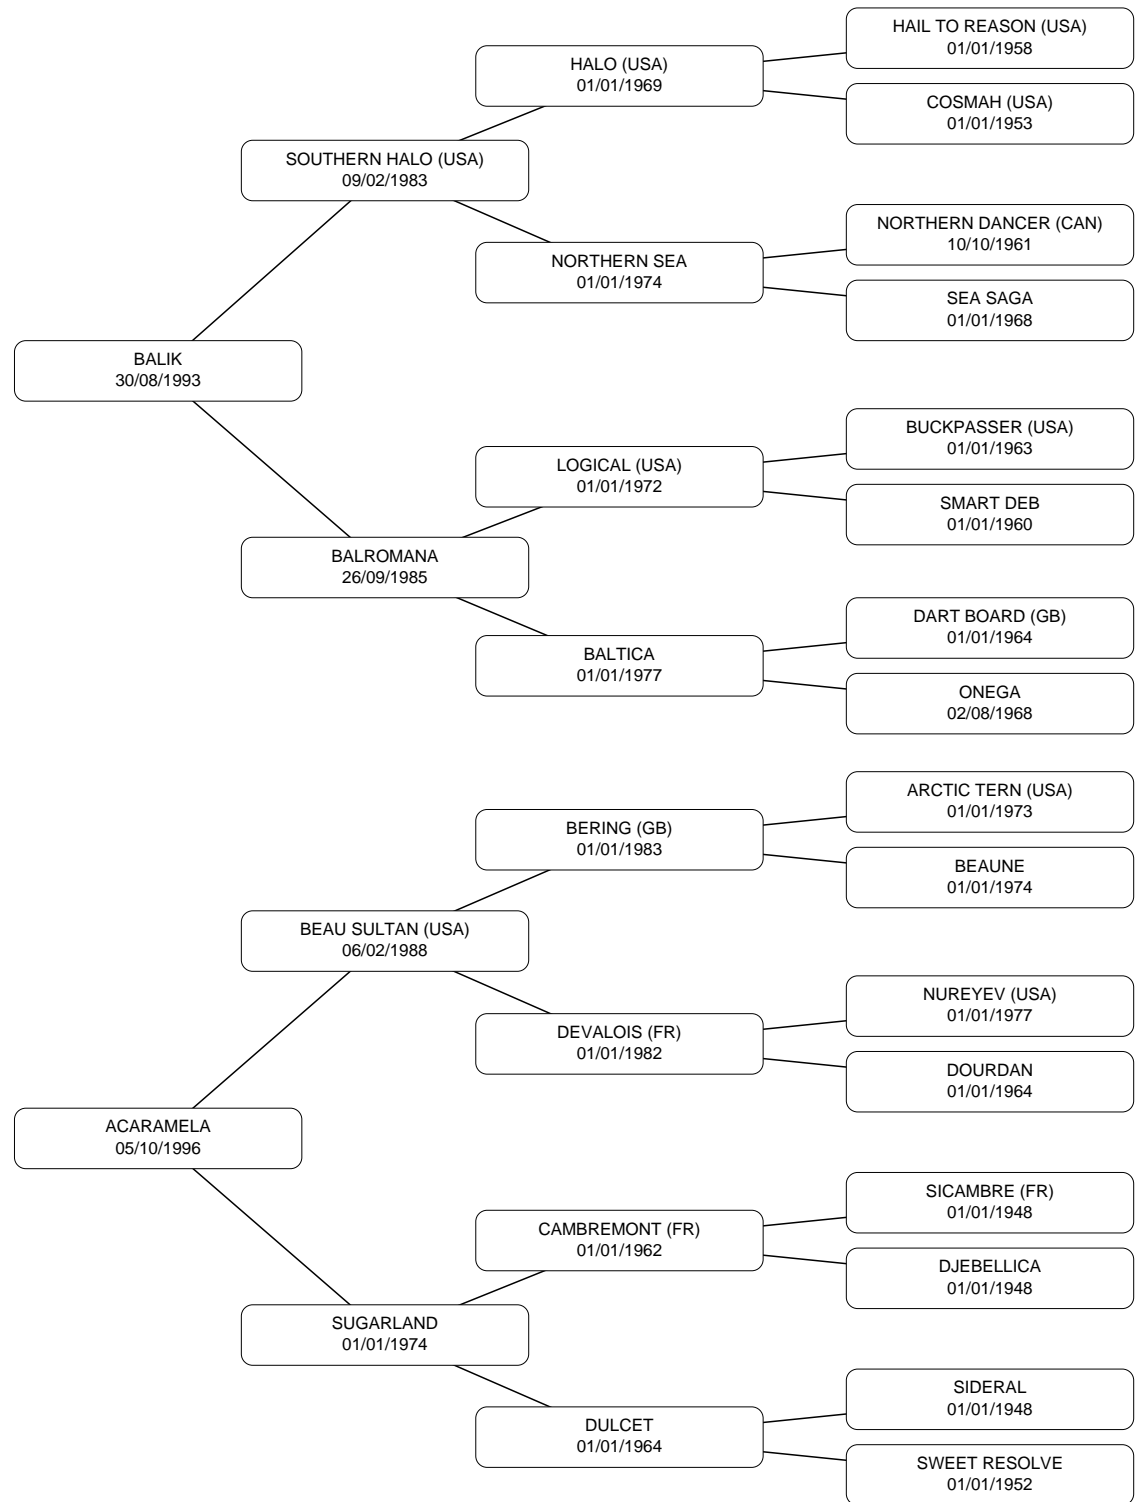 HAIL TO REASON (USA)
01/01/1958
HALO (USA)
01/01/1969
COSMAH (USA)
01/01/1953
SOUTHERN HALO (USA)
09/02/1983
NORTHERN DANCER (CAN)
10/10/1961
NORTHERN SEA
01/01/1974
SEA SAGA
01/01/1968
BALIK
30/08/1993
BUCKPASSER (USA)
01/01/1963
LOGICAL (USA)
01/01/1972
SMART DEB
01/01/1960
BALROMANA
26/09/1985
DART BOARD (GB)
01/01/1964
BALTICA
01/01/1977
ONEGA
02/08/1968
ARCTIC TERN (USA)
01/01/1973
BERING (GB)
01/01/1983
BEAUNE
01/01/1974
BEAU SULTAN (USA)
06/02/1988
NUREYEV (USA)
01/01/1977
DEVALOIS (FR)
01/01/1982
DOURDAN
01/01/1964
ACARAMELA
05/10/1996
SICAMBRE (FR)
01/01/1948
CAMBREMONT (FR)
01/01/1962
DJEBELLICA
01/01/1948
SUGARLAND
01/01/1974
SIDERAL
01/01/1948
DULCET
01/01/1964
SWEET RESOLVE
01/01/1952